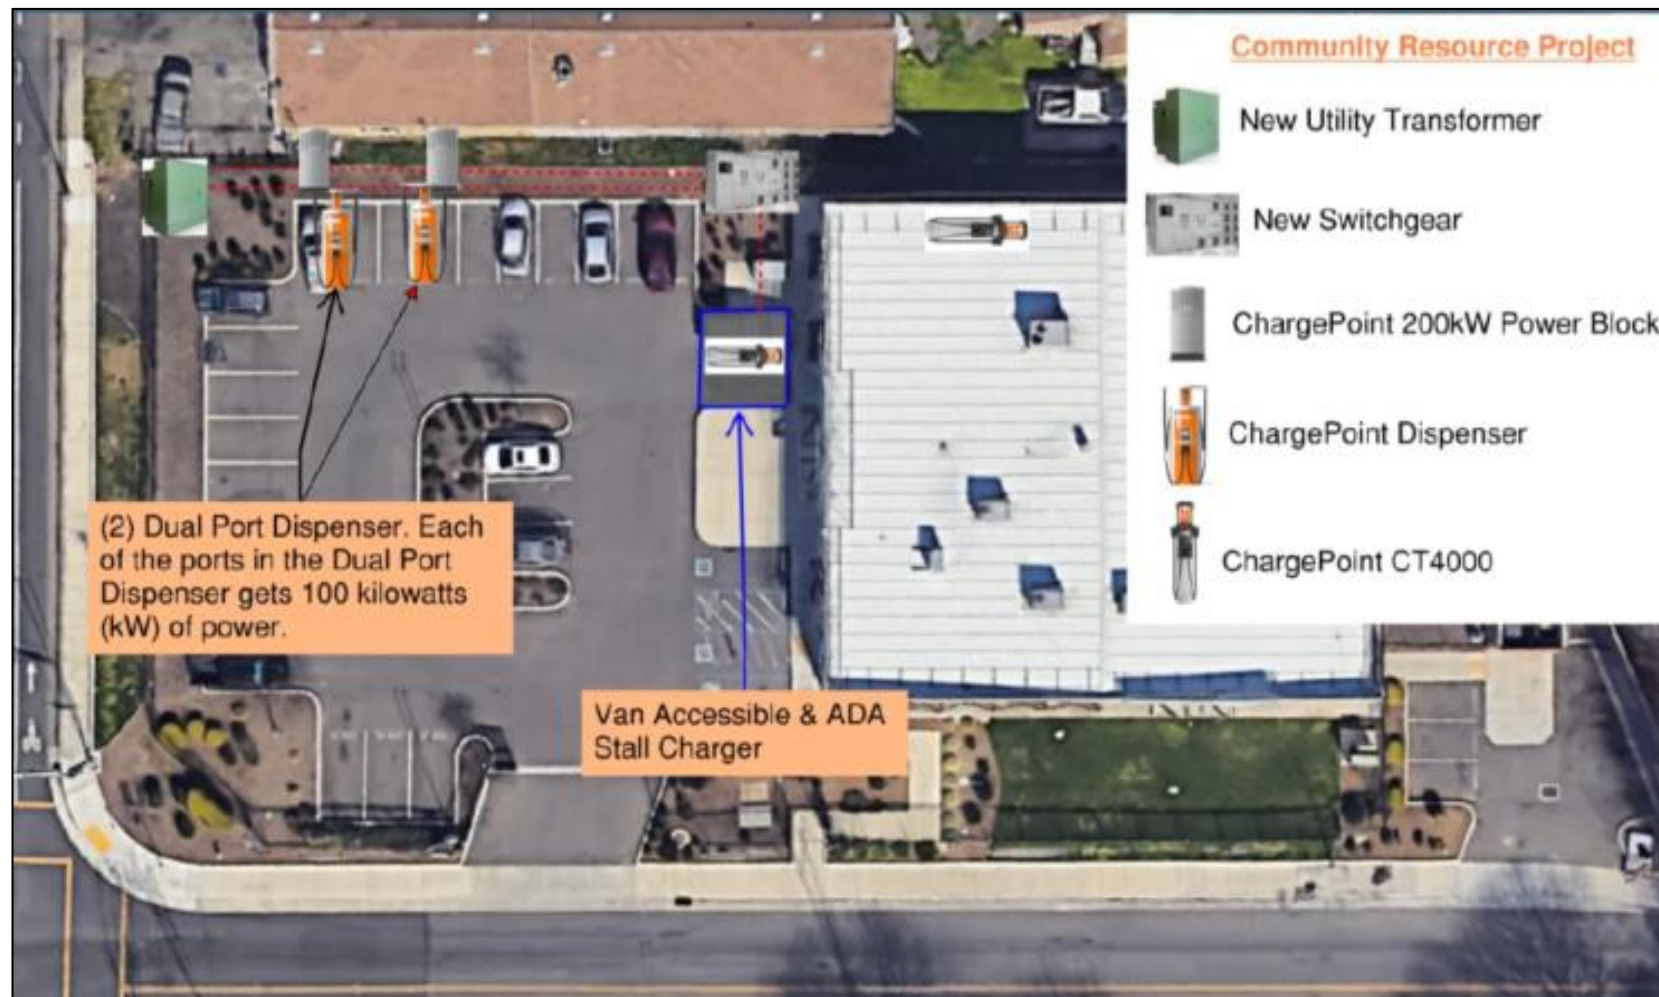 Community Resource Project
New Utility Transformer
New Switchgear
ChargePoint 200kW Power Block
ChargePoint Dispenser
ChargePoint CT4000
(2) Dual Port Dispenser. Each
of the ports in the Dual Port
Dispenser gets 100 kilowatts
(kW) of power.
Van Accessible & ADA
Stall Charger